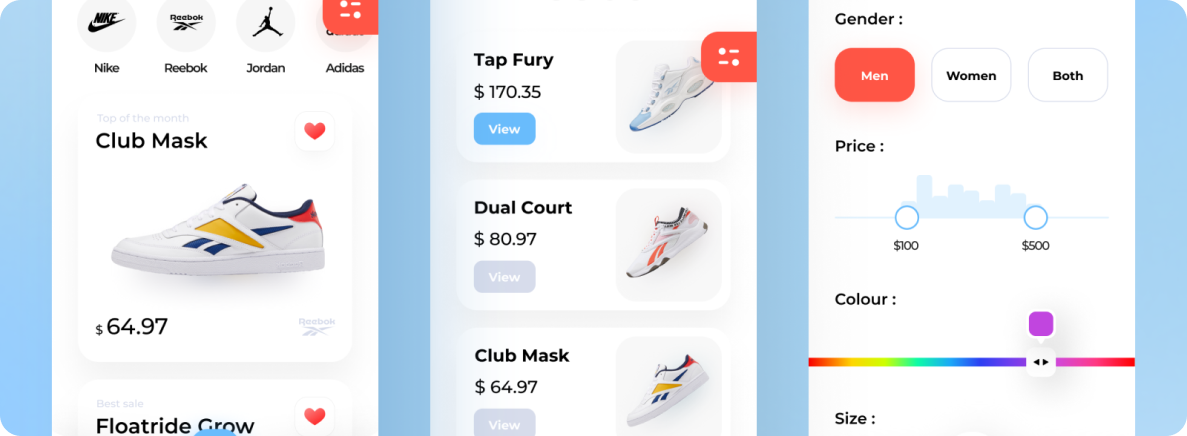 Reebok
Nike
Reebok
Jordan
Adidas
Top of the month
Club Mask
$ 64.97
Reebok
Best sale
Floatride Grow
Tap Fury
$ 170.35
View
Dual Court
$ 80.97
View
Club Mask
$ 64.97
View
Gender :
Men
Women
Both
Price :
$100
$500
Colour :
Size :